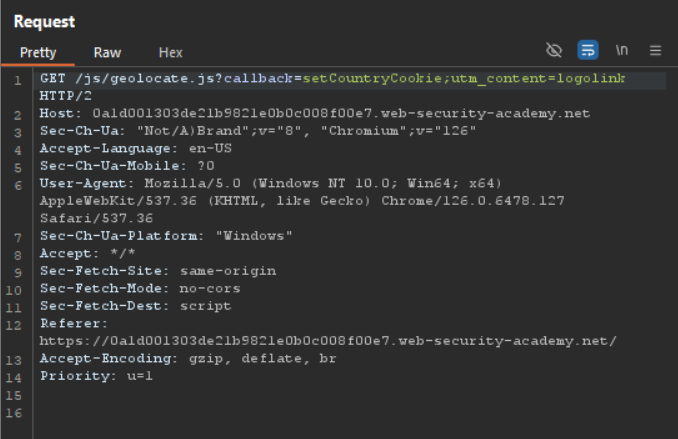 Request
Pretty Raw Hex \n
1 GET /js/geolocate.js?callback=setCountryCookie;utm_content=logolink
HTTP/2
2 Host: 0a1d001303de21b9821e0b0c008f00e7.web-security-academy.net
3 Sec-Ch-Ua: "Not/A)Brand";v="8", "Chromium";v="126"
4 Accept-Language: en-US
5 Sec-Ch-Ua-Mobile: ?0
6 User-Agent: Mozilla/5.0 (Windows NT 10.0; Win64; x64)
AppleWebKit/537.36 (KHTML, like Gecko) Chrome/126.0.6478.127
Safari/537.36
7 Sec-Ch-Ua-Platform: "Windows"
8 Accept: */*
9 Sec-Fetch-Site: same-origin
10 Sec-Fetch-Mode: no-cors
11 Sec-Fetch-Dest: script
12 Referer:
https://0a1d001303de21b9821e0b0c008f00e7.web-security-academy.net/
13 Accept-Encoding: gzip, deflate, br
14 Priority: u=1
15
16